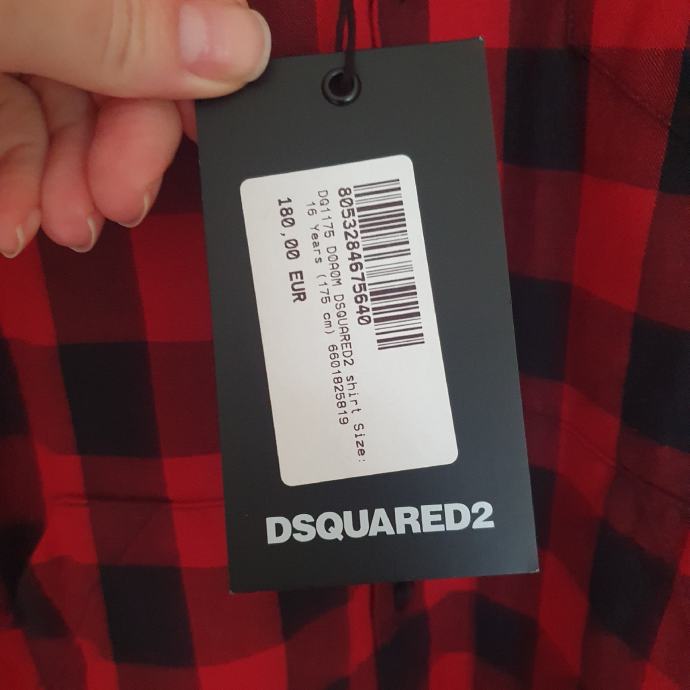 8053284675640
DQ1175 D0A0M DSQUARED2 shirt Size:
16 Years (175 cm) 6601825819
180,00 EUR
DSQUARED2